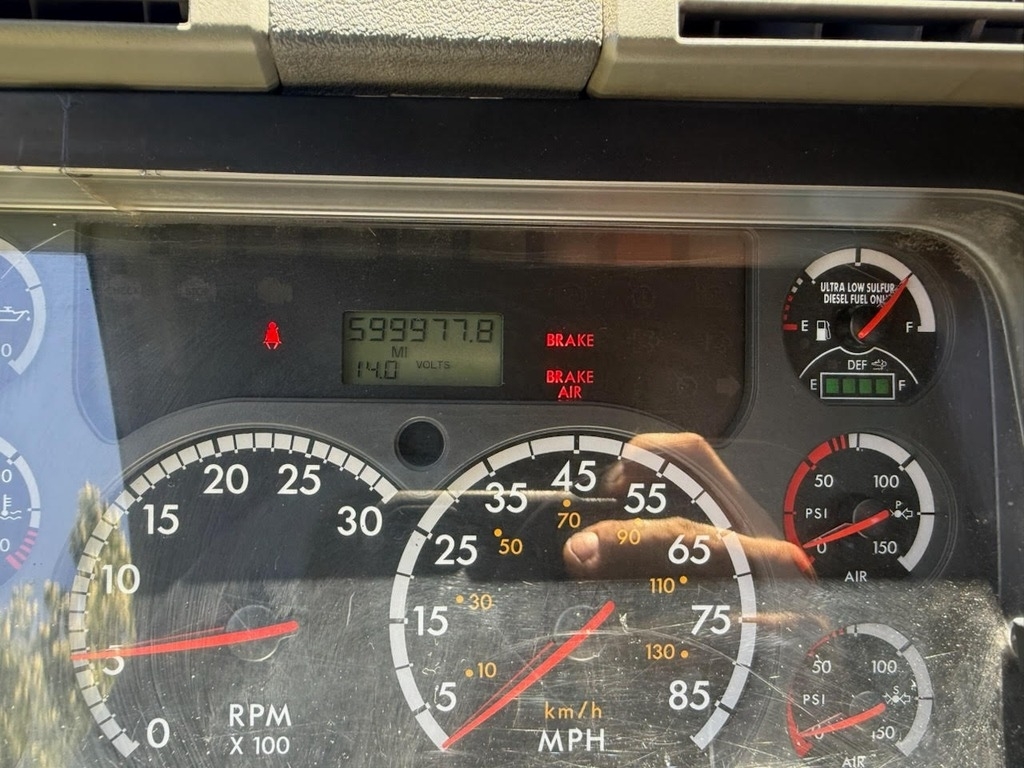 599977.8
MI
14.0 VOLTS
BRAKE
BRAKE
AIR
ULTRA LOW SULFUR
DIESEL FUEL ONLY
E F
DEF
E F
0
5
10
15
20
25
30
RPM
X 100
5
15
25
35
45
55
65
75
85
10
30
50
70
90
110
130
km/h
MPH
50 100
PSI P
0 150
AIR
50 100
PSI S
0 150
AIR